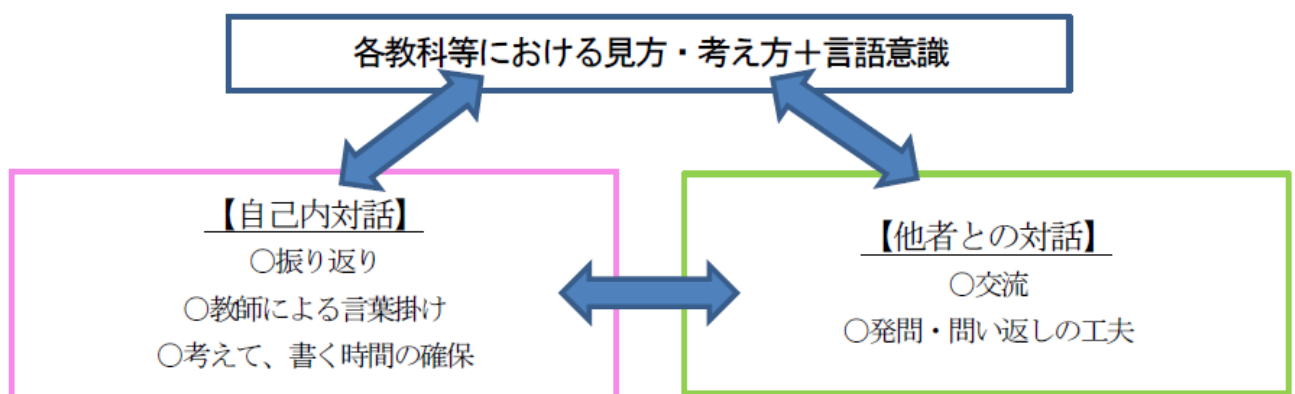 各教科等における見方・考え方＋言語意識
【自己内対話】
○振り返り
○教師による言葉掛け
○考えて、書く時間の確保
【他者との対話】
○交流
○発問・問い返しの工夫